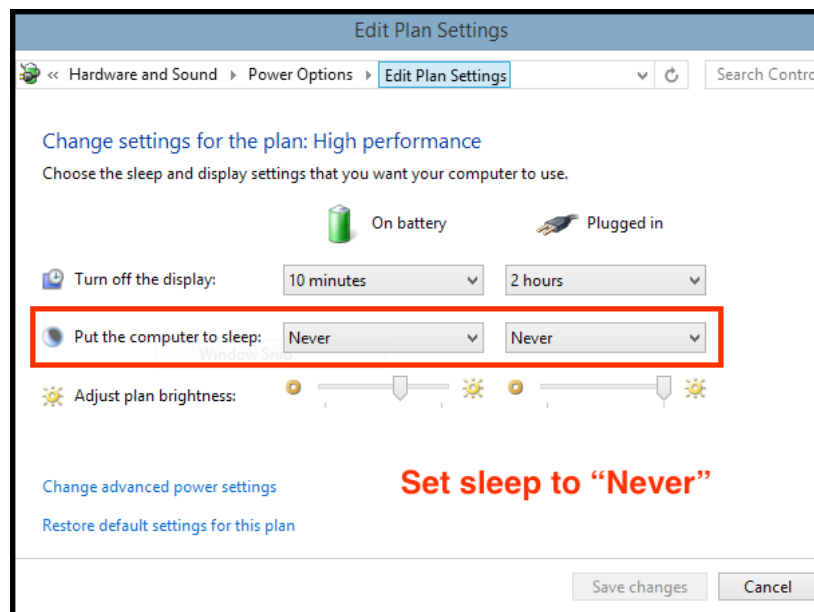 Edit Plan Settings
« Hardware and Sound Power Options Edit Plan Settings Search Contro
Change settings for the plan: High performance
Choose the sleep and display settings that you want your computer to use.
On battery Plugged in
Turn off the display: 10 minutes 2 hours
Put the computer to sleep: Never Never
Window Snip
Adjust plan brightness:
Set sleep to “Never”
Change advanced power settings
Restore default settings for this plan
Save changes Cancel